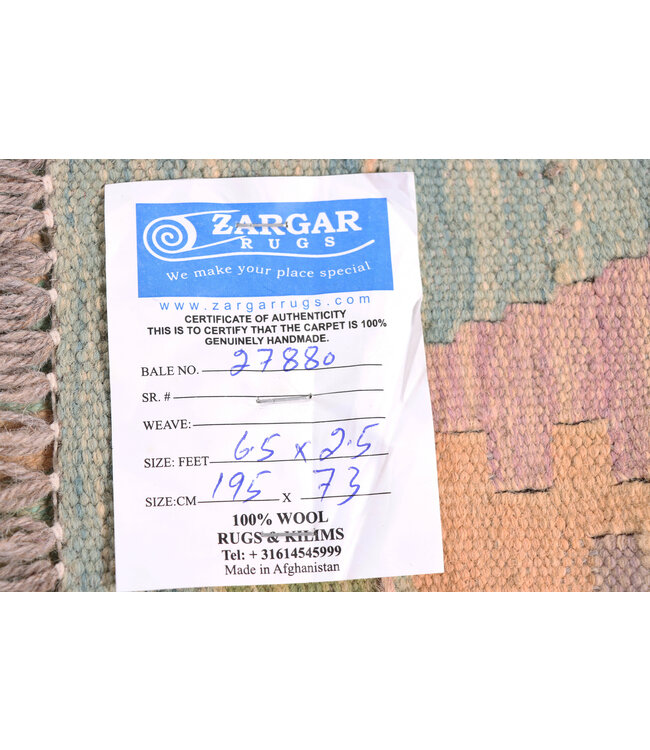 ZARGAR
RUGS
We make your place special
www.zargarrugs.com
CERTIFICATE OF AUTHENTICITY
THIS IS TO CERTIFY THAT THE CARPET IS 100%
GENUINELY HANDMADE.
BALE NO. 27880
SR. #
WEAVE:
SIZE: FEET 6.5 x 2.5
SIZE:CM 195 X 73
100% WOOL
RUGS & KILIMS
Tel: + 31614545999
Made in Afghanistan